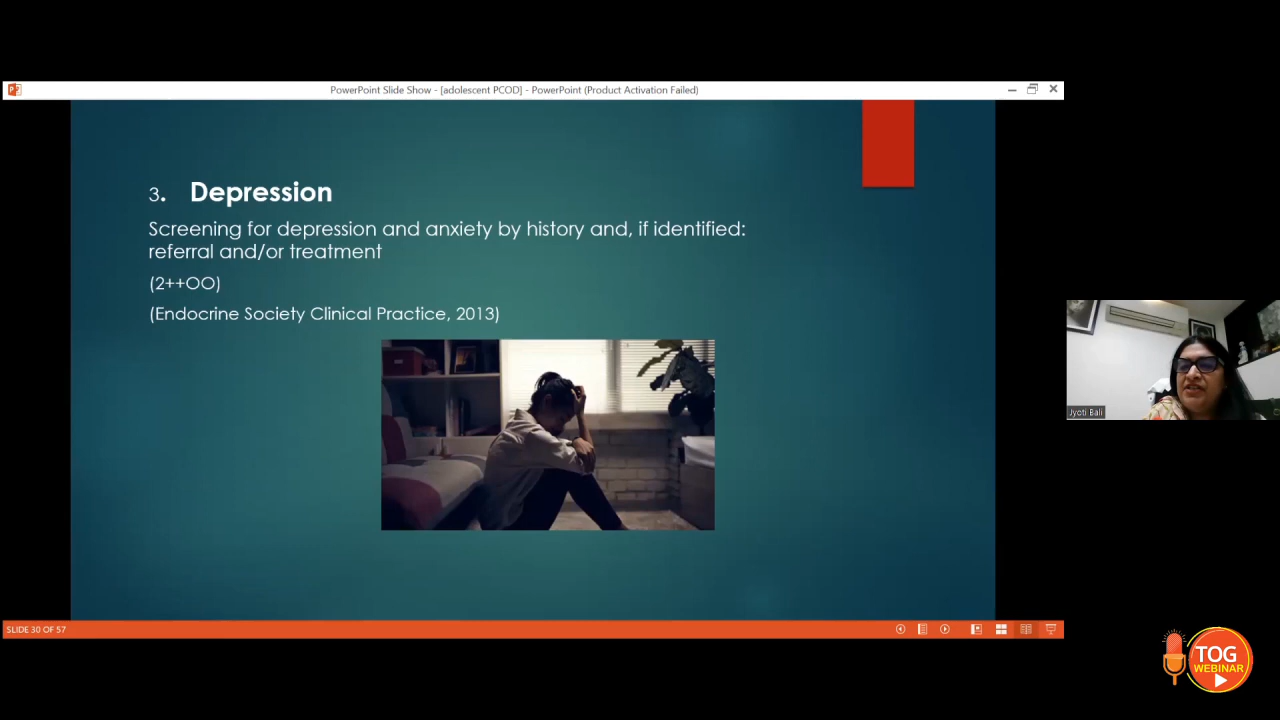 PowerPoint Slide Show - [adolescent PCOD] - PowerPoint (Product Activation Failed)
3. Depression
Screening for depression and anxiety by history and, if identified:
referral and/or treatment
(2++OO)
(Endocrine Society Clinical Practice, 2013)
Jyoti Bali
SLIDE 30 OF 57
TOG
WEBINAR